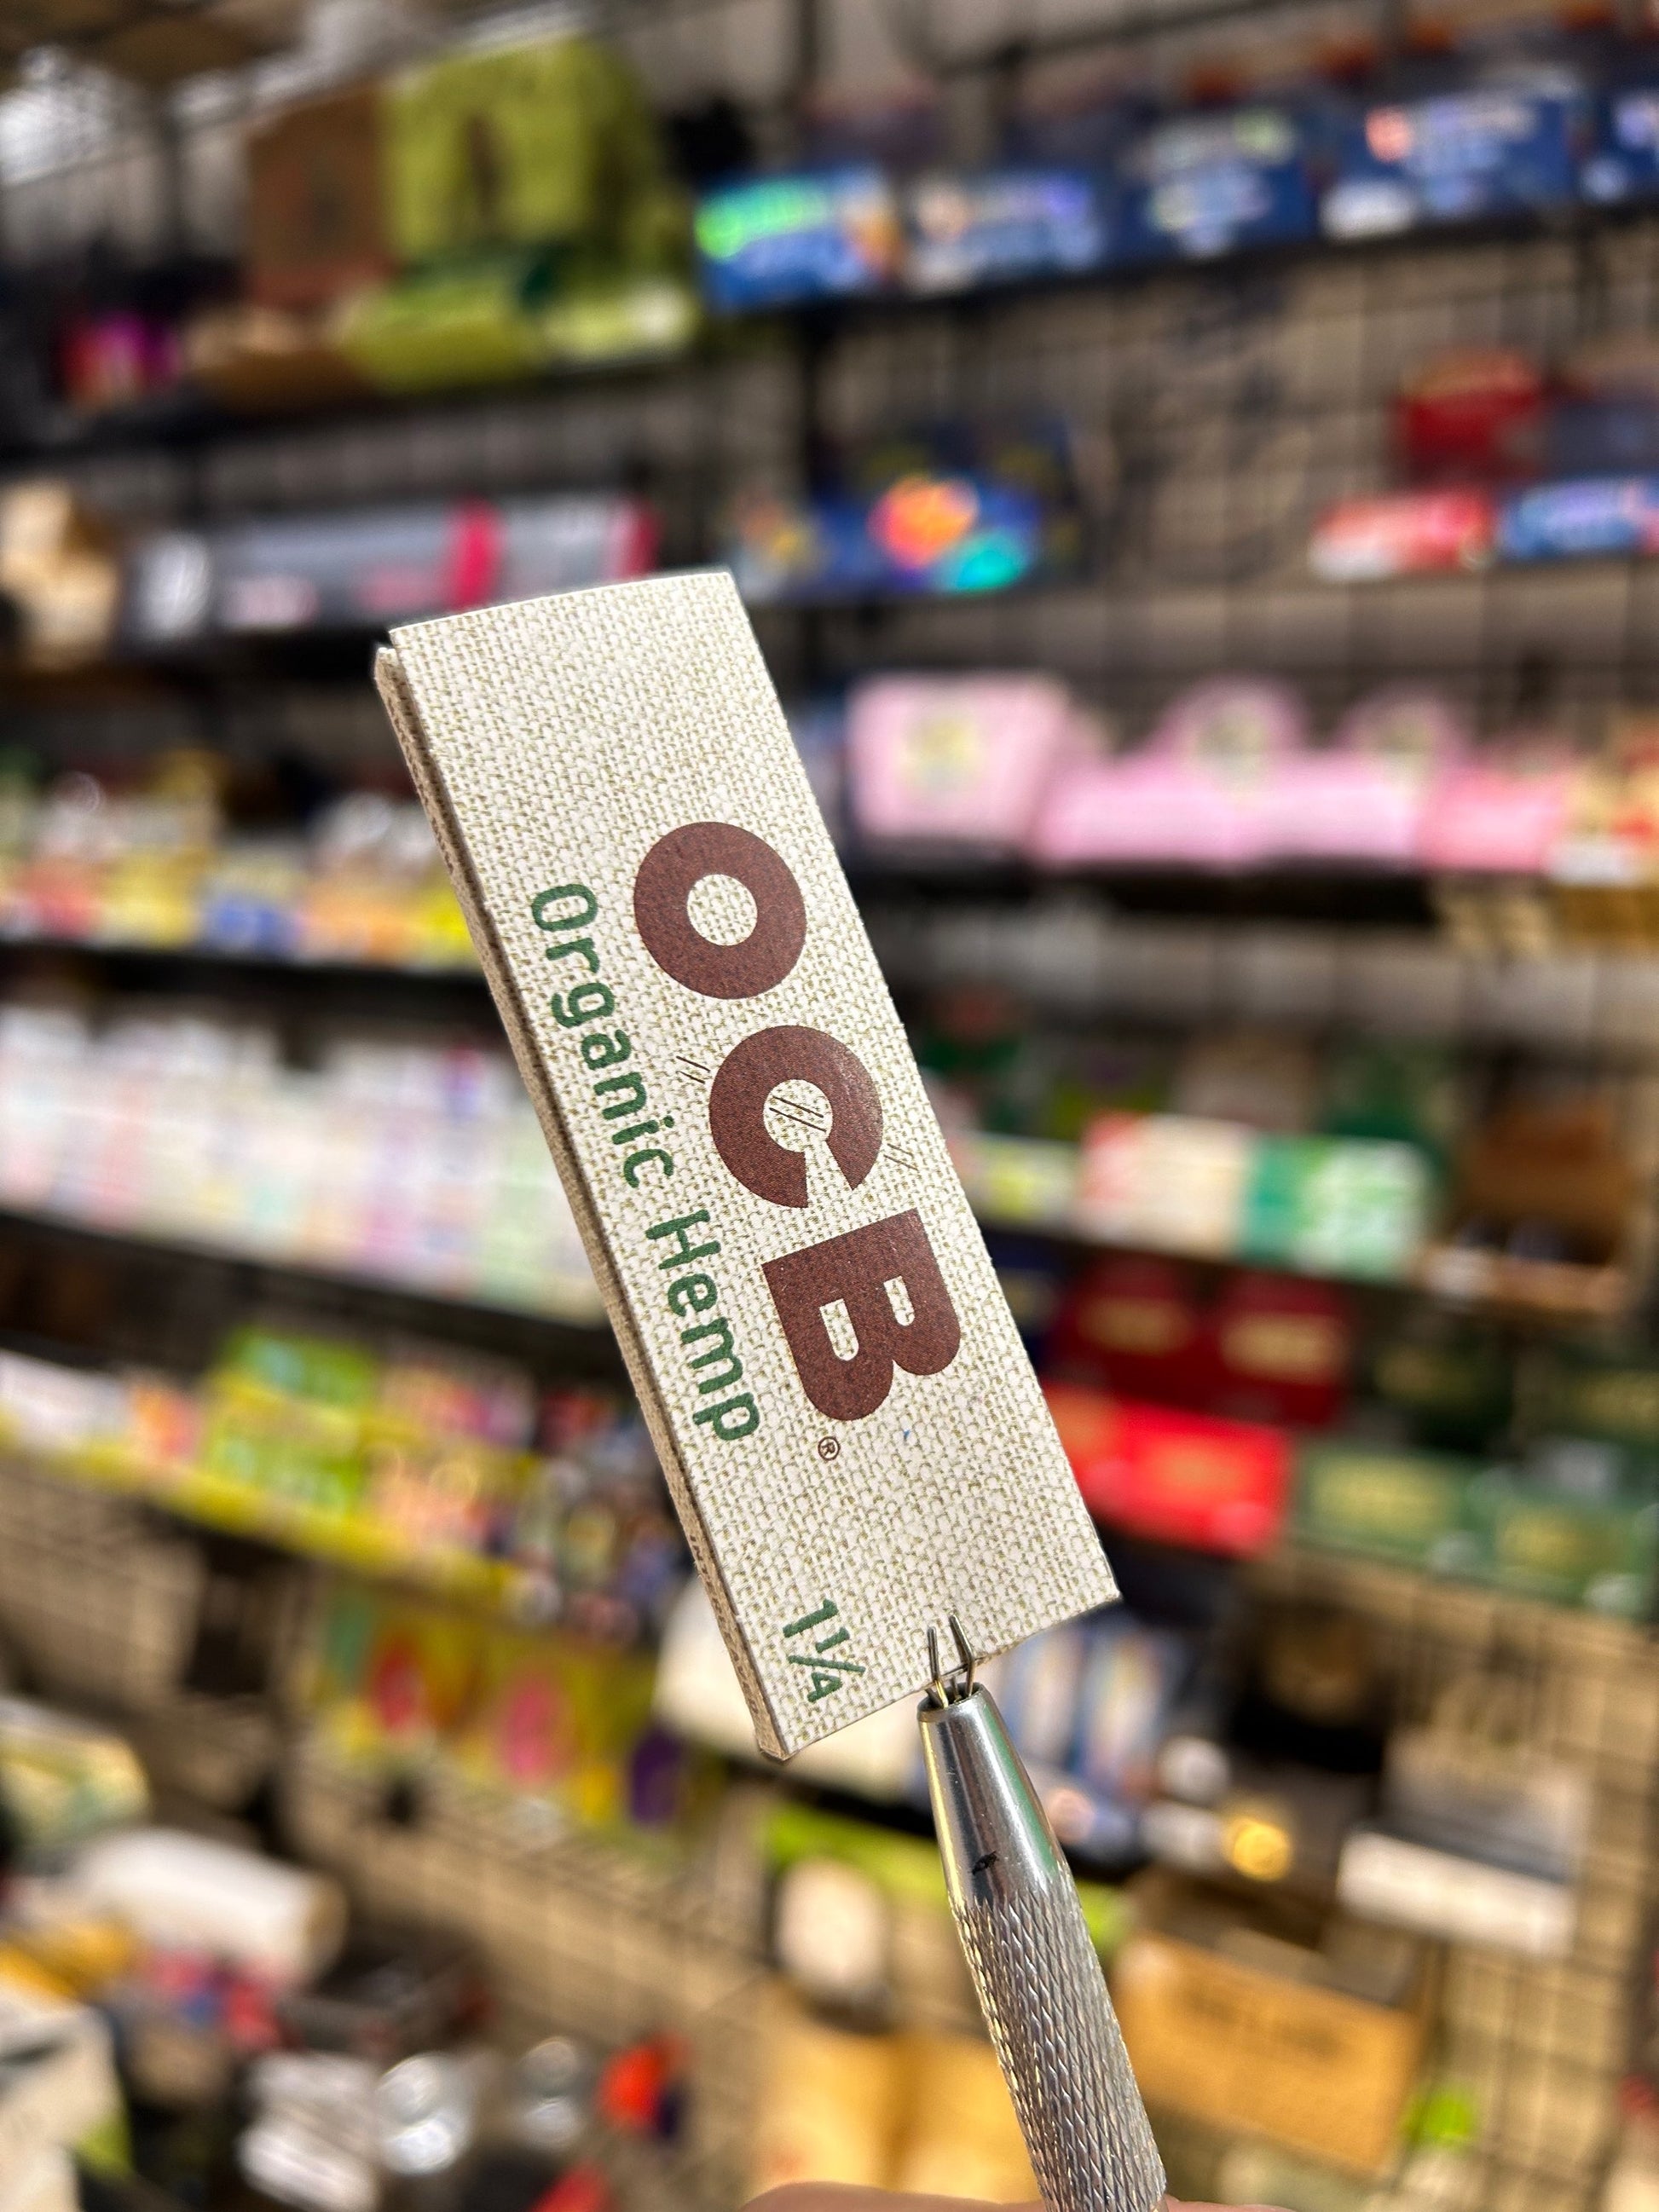 OCB®
Organic Hemp
1¼